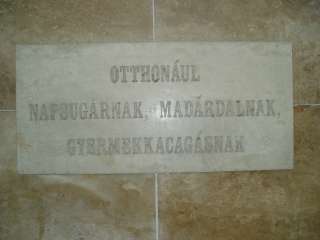 OTTHONÁUL
NAPSUGÁRNAK, MADÁRDALNAK,
GYERMEKKACAGÁSNAK